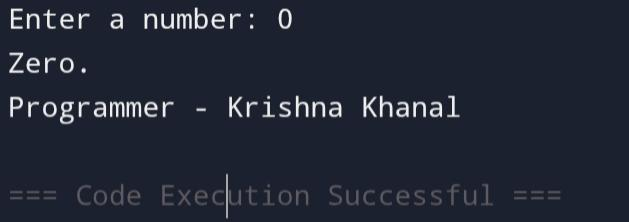 Enter a number: 0
Zero.
Programmer - Krishna Khanal
=== Code Execution Successful ===